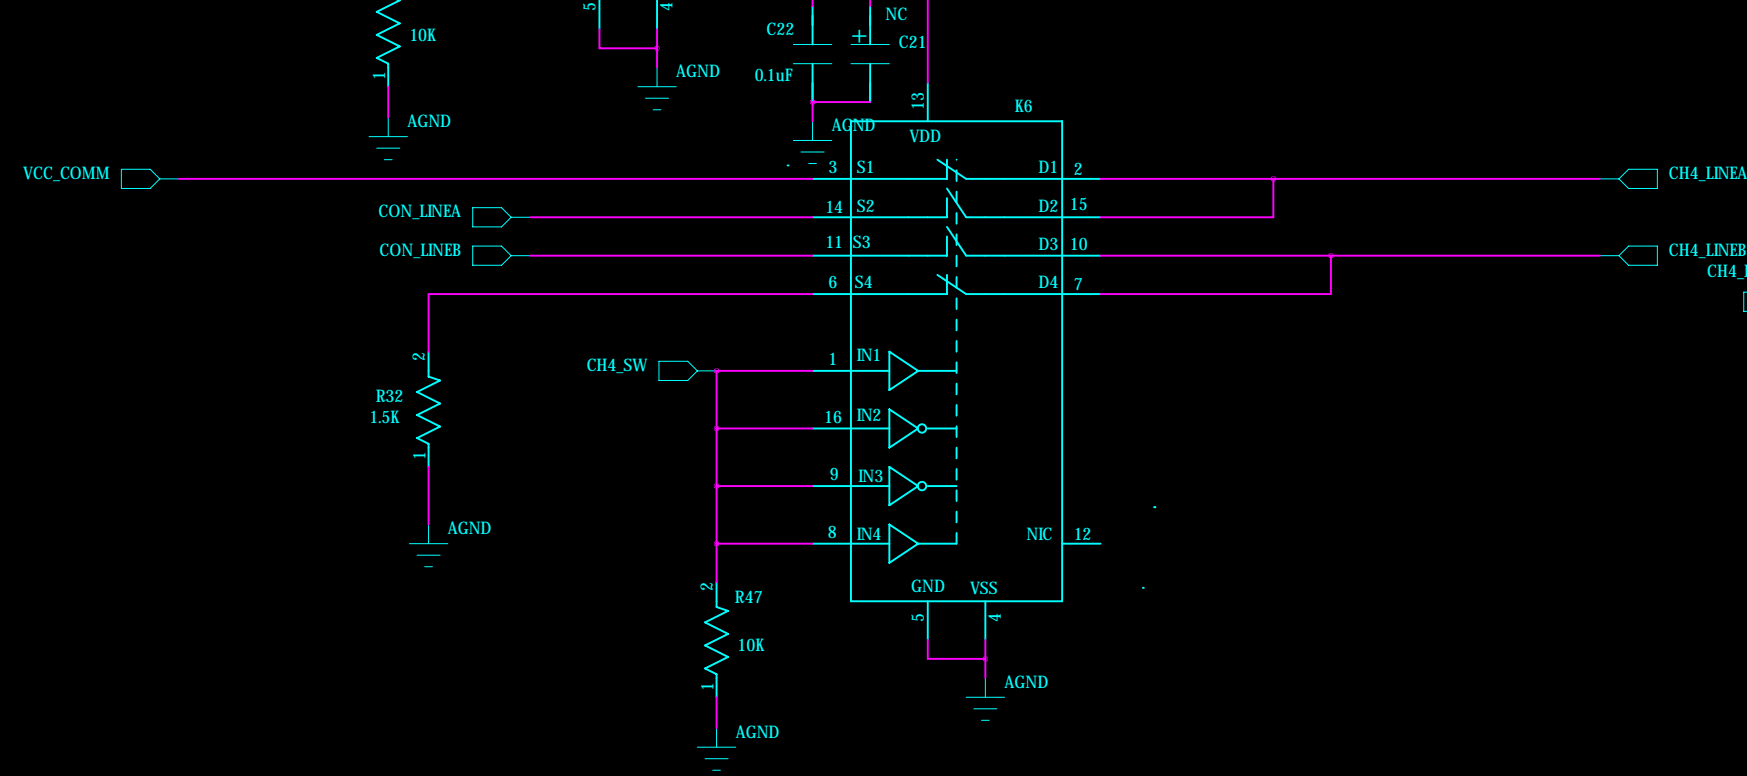 5
4
NC
C22
10K
+
C21
AGND
1
0.1uF
13
K6
AGND
AGND
VDD
VCC_COMM
3
S1
D1
2
CH4_LINEA
CON_LINEA
14
S2
D2
15
CON_LINEB
11
S3
D3
10
CH4_LINEB
6
S4
D4
7
2
CH4_SW
1
IN1
R32
1.5K
16
IN2
1
9
IN3
AGND
8
IN4
NIC
12
2
R47
GND
VSS
5
4
10K
1
AGND
AGND